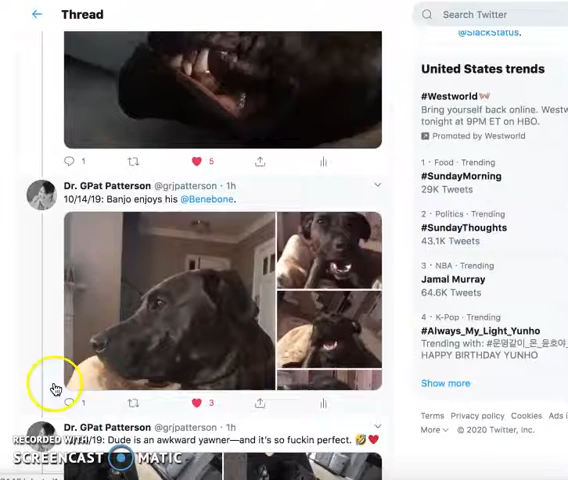 Thread
Search Twitter
@SlackStatus.
United States trends
#Westworld
Bring yourself back online.
tonight at 9PM ET on HBO.
Promoted by Westworld
1 · Food · Trending
#SundayMorning
29K Tweets
2 · Politics · Trending
#SundayThoughts
43.1K Tweets
3 · NBA · Trending
Jamal Murray
64.6K Tweets
4 · K-Pop · Trending
#Always_My_Light_Yunho
Trending with:
HAPPY BIRTHDAY YUNHO
Show more
Terms Privacy policy Cookies
More © 2020 Twitter, Inc.
1 5
Dr. GPat Patterson @grjpatterson · 1h
10/14/19: Banjo enjoys his @Benebone.
1 3
Dr. GPat Patterson @grjpatterson · 1h
Dude is an awkward yawner—and it's so fuckin perfect. 🤣❤️
RECORDED WITH
SCREENCAST MATIC